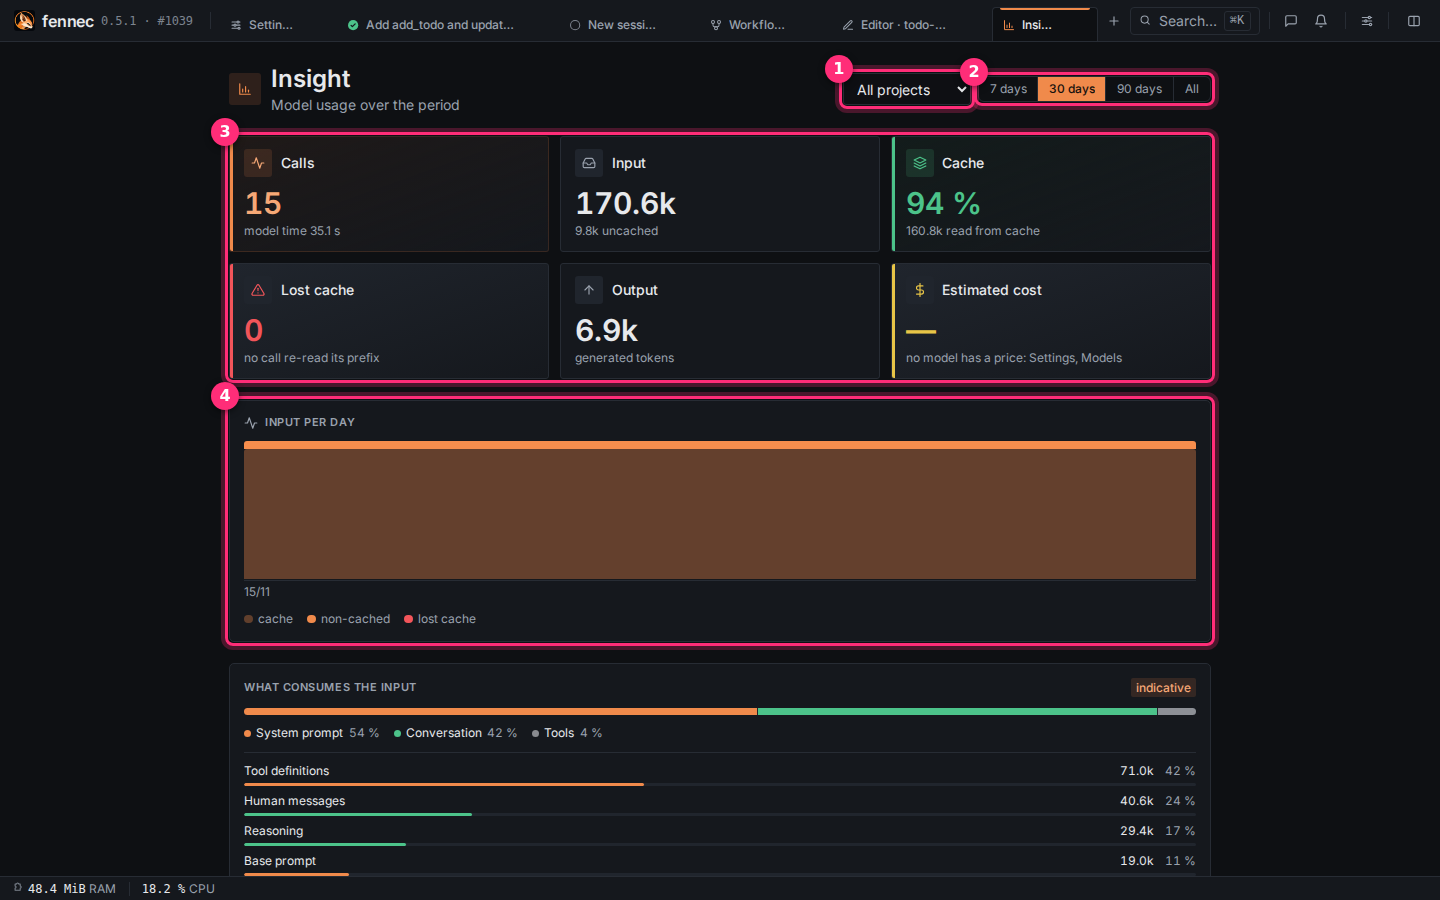 fennec 0.5.1 · #1039
Settin...
Add add_todo and updat...
New sessi...
Workflo...
Editor · todo-...
Insi...
Search... ⌘K
Insight
Model usage over the period
1
All projects
2
7 days 30 days 90 days All
3
Calls
15
model time 35.1 s
Input
170.6k
9.8k uncached
Cache
94 %
160.8k read from cache
Lost cache
0
no call re-read its prefix
Output
6.9k
generated tokens
Estimated cost
—
no model has a price: Settings, Models
4
INPUT PER DAY
15/11
cache non-cached lost cache
WHAT CONSUMES THE INPUT
indicative
System prompt 54 % Conversation 42 % Tools 4 %
Tool definitions 71.0k 42 %
Human messages 40.6k 24 %
Reasoning 29.4k 17 %
Base prompt 19.0k 11 %
48.4 MiB RAM 18.2 % CPU